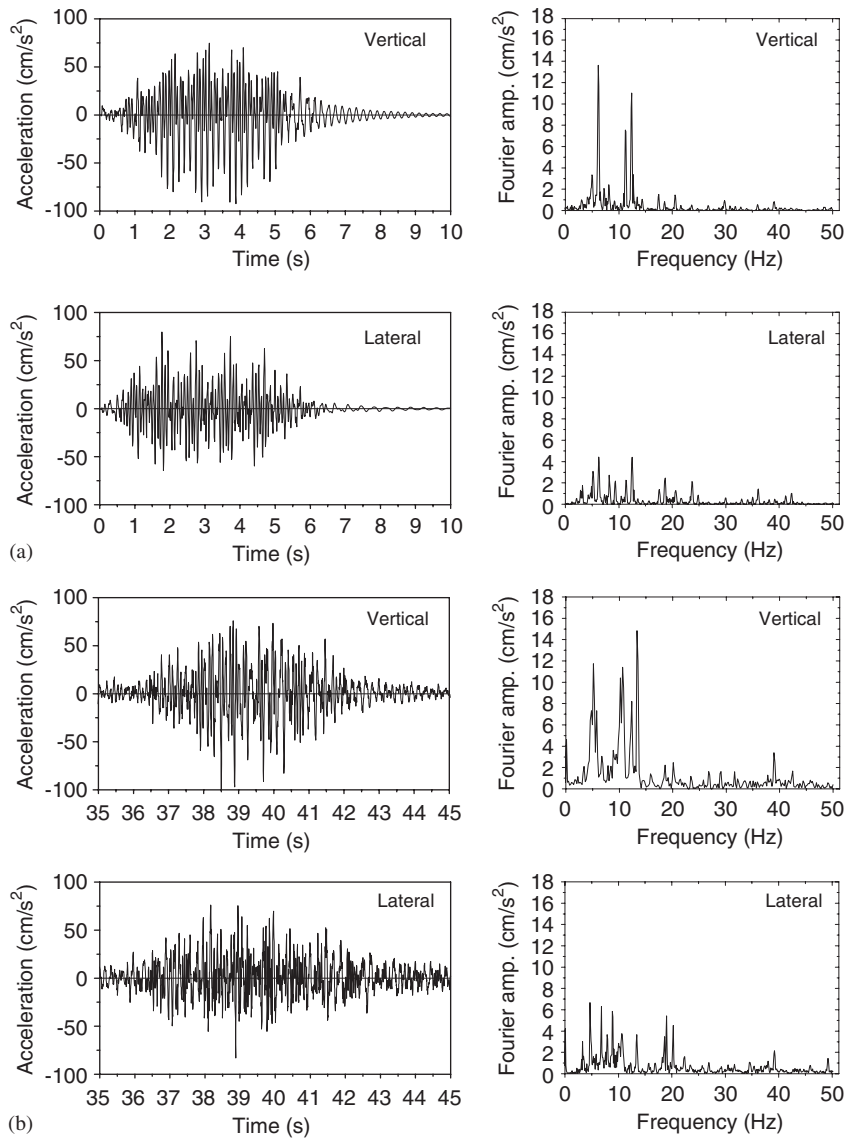 100
50
0
-50
-100
Acceleration (cm/s²)
Vertical
0 1 2 3 4 5 6 7 8 9 10
Time (s)
18
16
14
12
10
8
6
4
2
0
Fourier amp. (cm/s²)
Vertical
0 10 20 30 40 50
Frequency (Hz)
100
50
0
-50
-100
Acceleration (cm/s²)
Lateral
0 1 2 3 4 5 6 7 8 9 10
Time (s)
18
16
14
12
10
8
6
4
2
0
Fourier amp. (cm/s²)
Lateral
0 10 20 30 40 50
Frequency (Hz)
(a)
100
50
0
-50
-100
Acceleration (cm/s²)
Vertical
35 36 37 38 39 40 41 42 43 44 45
Time (s)
18
16
14
12
10
8
6
4
2
0
Fourier amp. (cm/s²)
Vertical
0 10 20 30 40 50
Frequency (Hz)
100
50
0
-50
-100
Acceleration (cm/s²)
Lateral
35 36 37 38 39 40 41 42 43 44 45
Time (s)
18
16
14
12
10
8
6
4
2
0
Fourier amp. (cm/s²)
Lateral
0 10 20 30 40 50
Frequency (Hz)
(b)